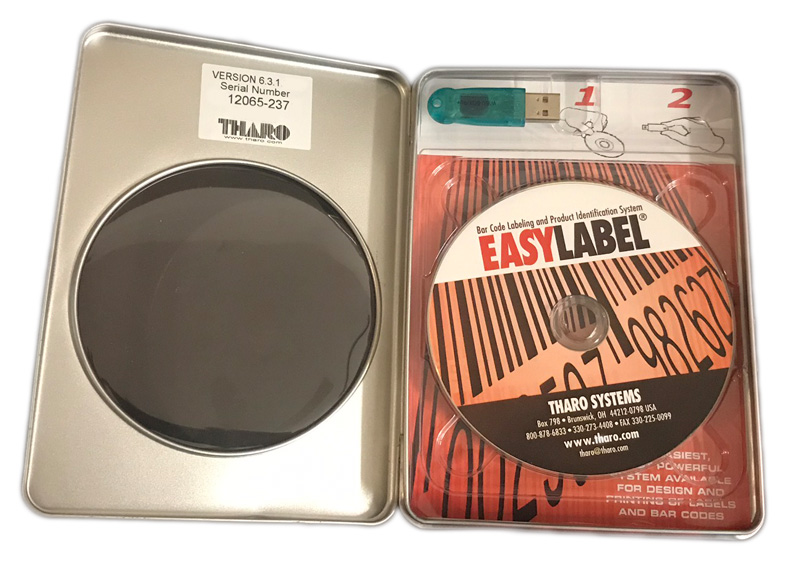 VERSION 6.3.1
Serial Number
12065-237
THARO
www.tharo.com
1 2
Bar Code Labeling and Product Identification System
EASYLABEL®
98262
THARO SYSTEMS
Box 798 • Brunswick, OH 44212-0798 USA
800-878-6833 • 330-273-4408 • FAX 330-225-0099
www.tharo.com
tharo@tharo.com
POWERFUL
AVAILABLE
FOR DESIGN AND
PRINTING OF LABELS
AND BAR CODES